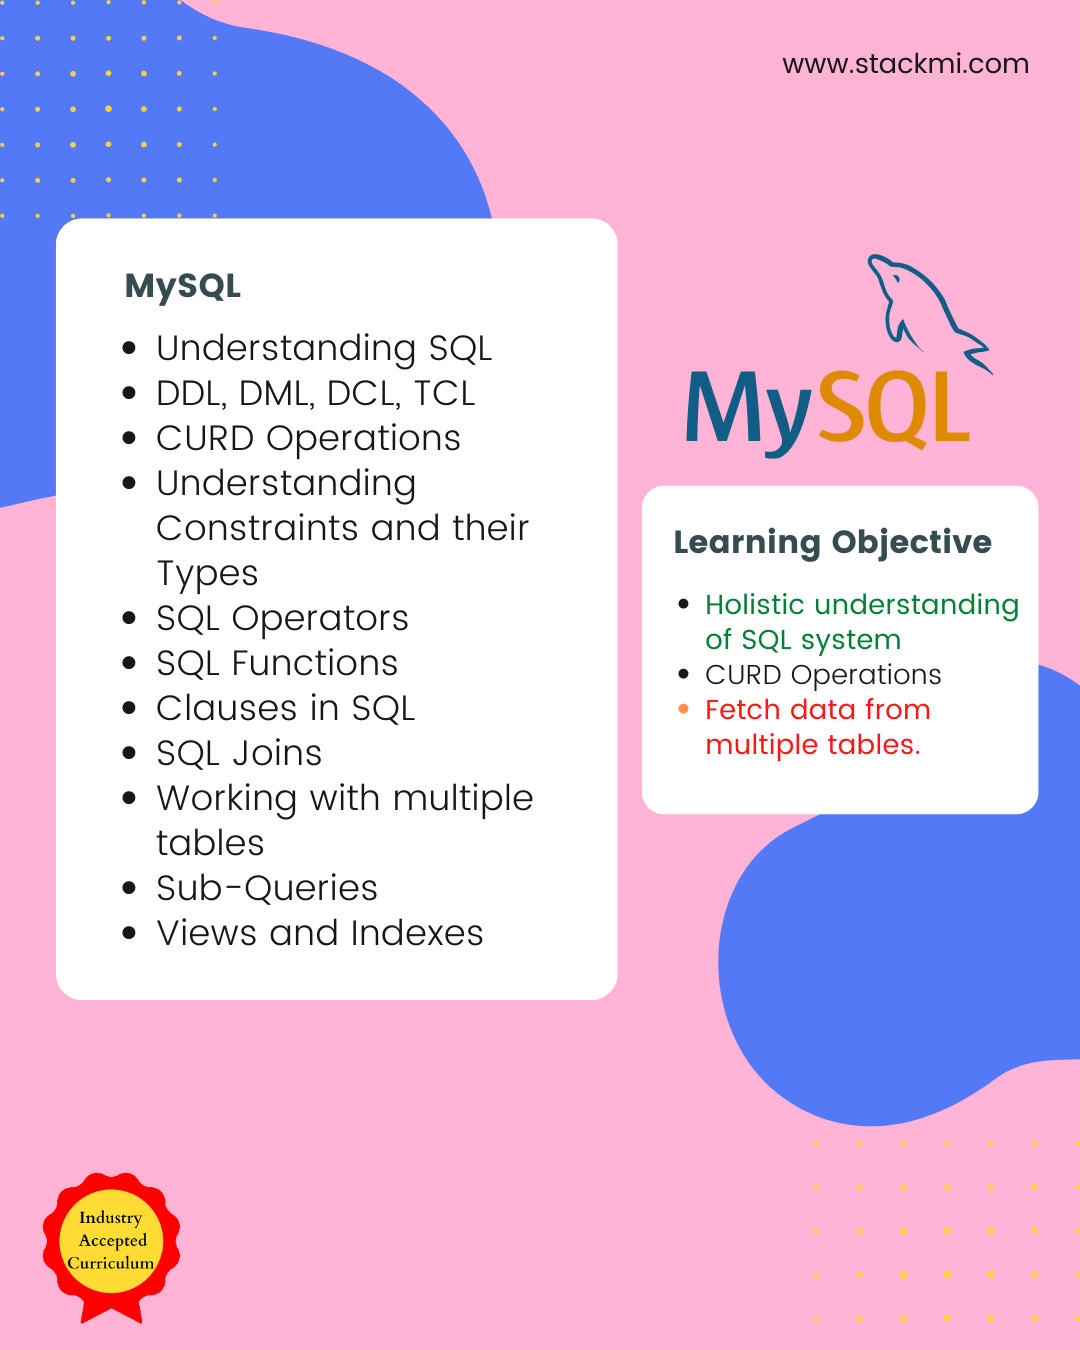 www.stackmi.com
MySQL
• Understanding SQL
• DDL, DML, DCL, TCL
• CURD Operations
• Understanding
Constraints and their
Types
• SQL Operators
• SQL Functions
• Clauses in SQL
• SQL Joins
• Working with multiple
tables
• Sub-Queries
• Views and Indexes
MySQL
Learning Objective
• Holistic understanding
of SQL system
• CURD Operations
• Fetch data from
multiple tables.
Industry
Accepted
Curriculum